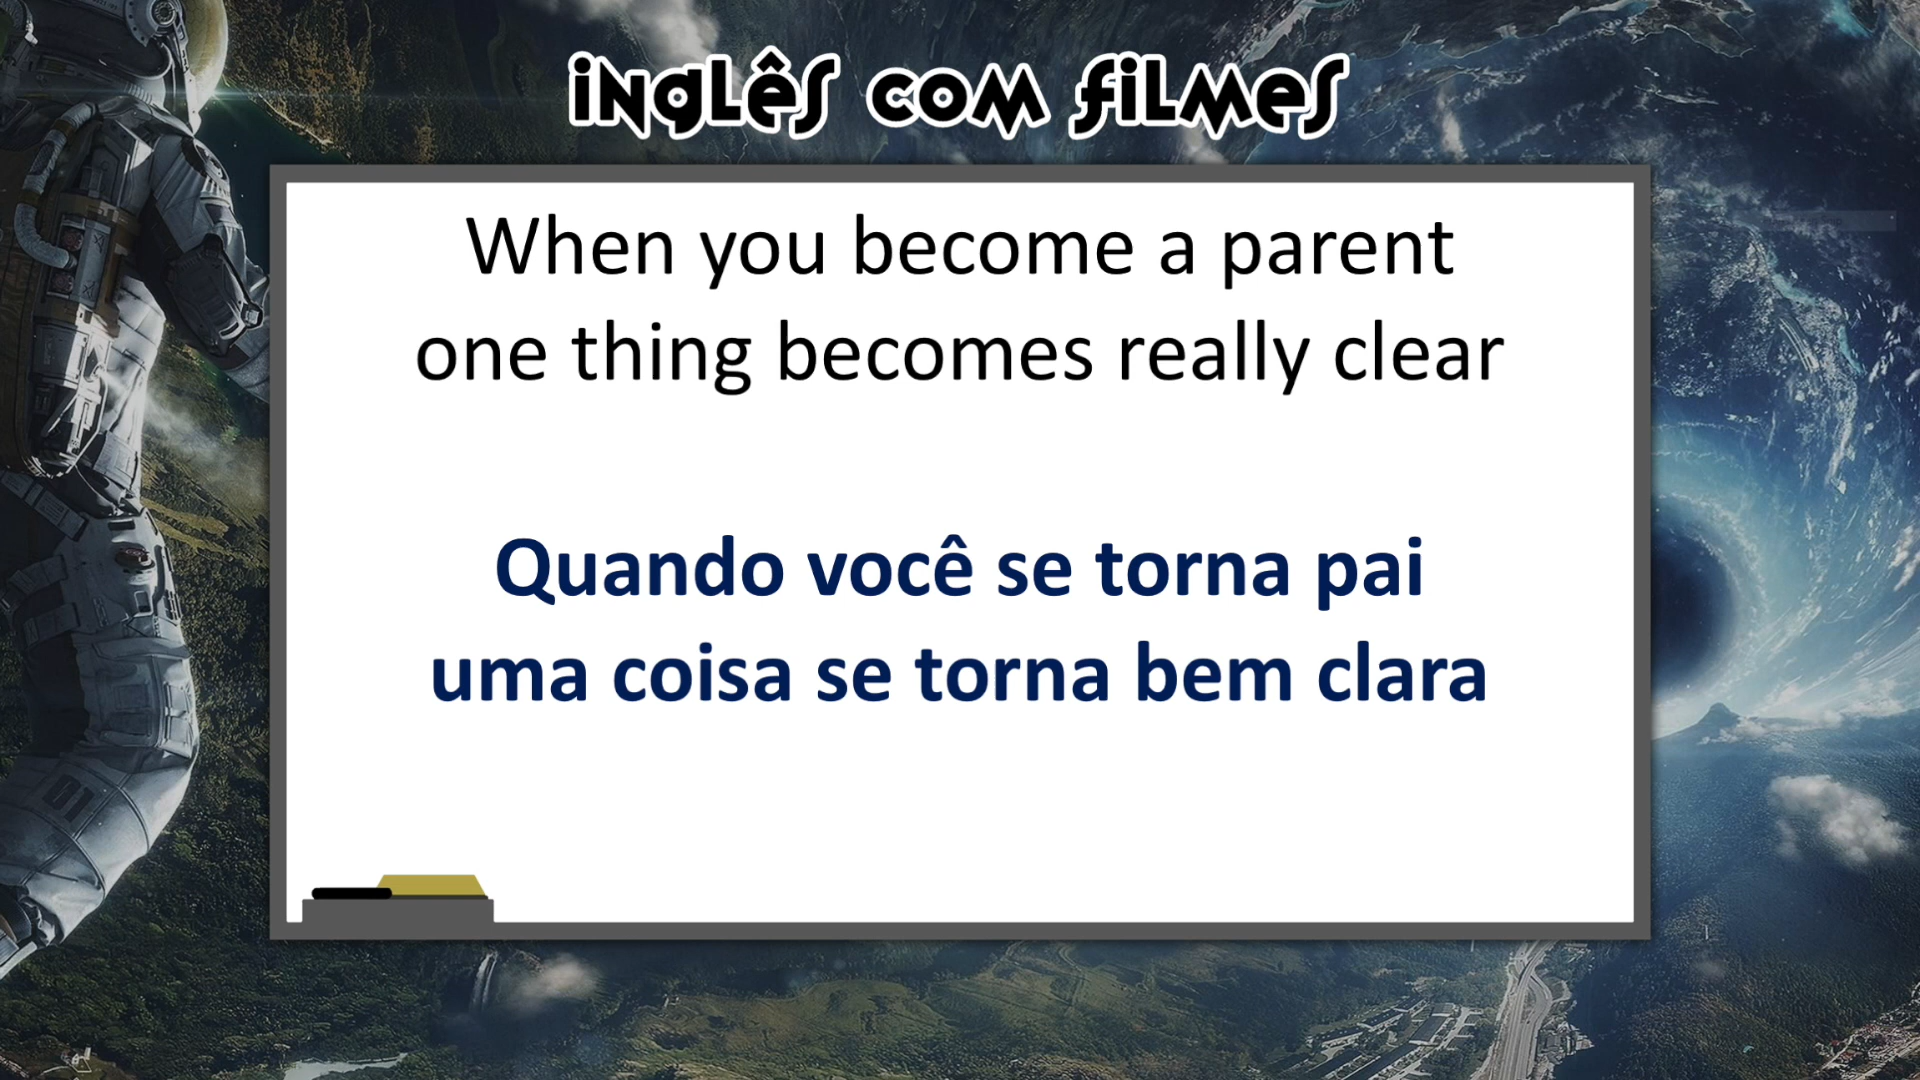 INGLÊS COM FILMES
When you become a parent
one thing becomes really clear
Quando você se torna pai
uma coisa se torna bem clara